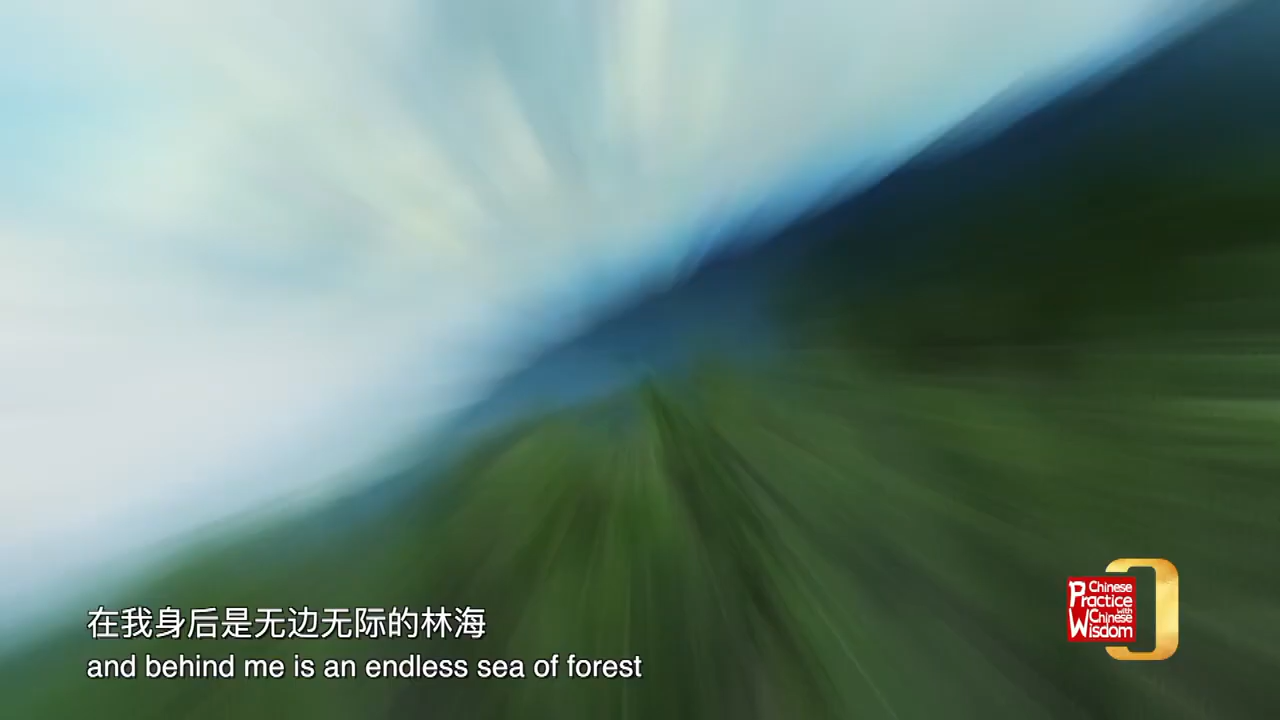 在我身后是无边无际的林海
and behind me is an endless sea of forest
Chinese
Practice
with
Chinese
Wisdom